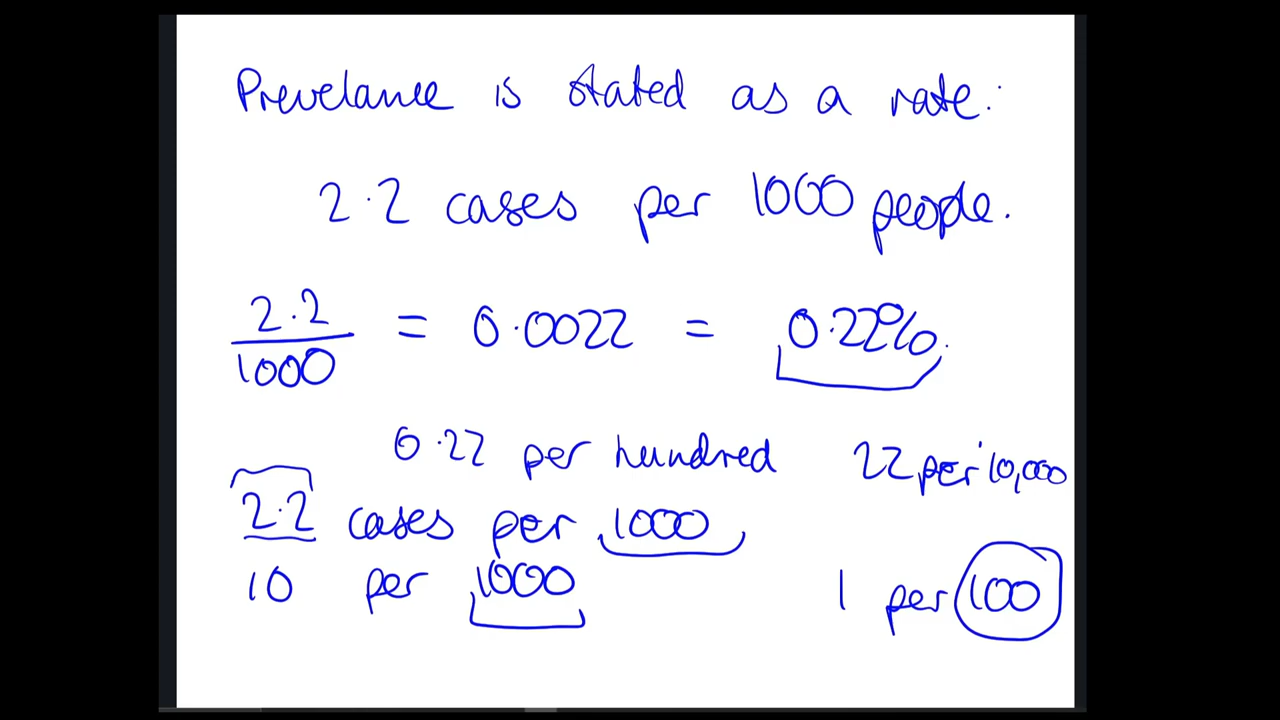 Prevelance is stated as a rate:
2.2 cases per 1000 people.
2.2/1000 = 0.0022 = 0.22%.
0.22 per hundred 22 per 10,000
2.2 cases per 1000
10 per 1000 1 per 100